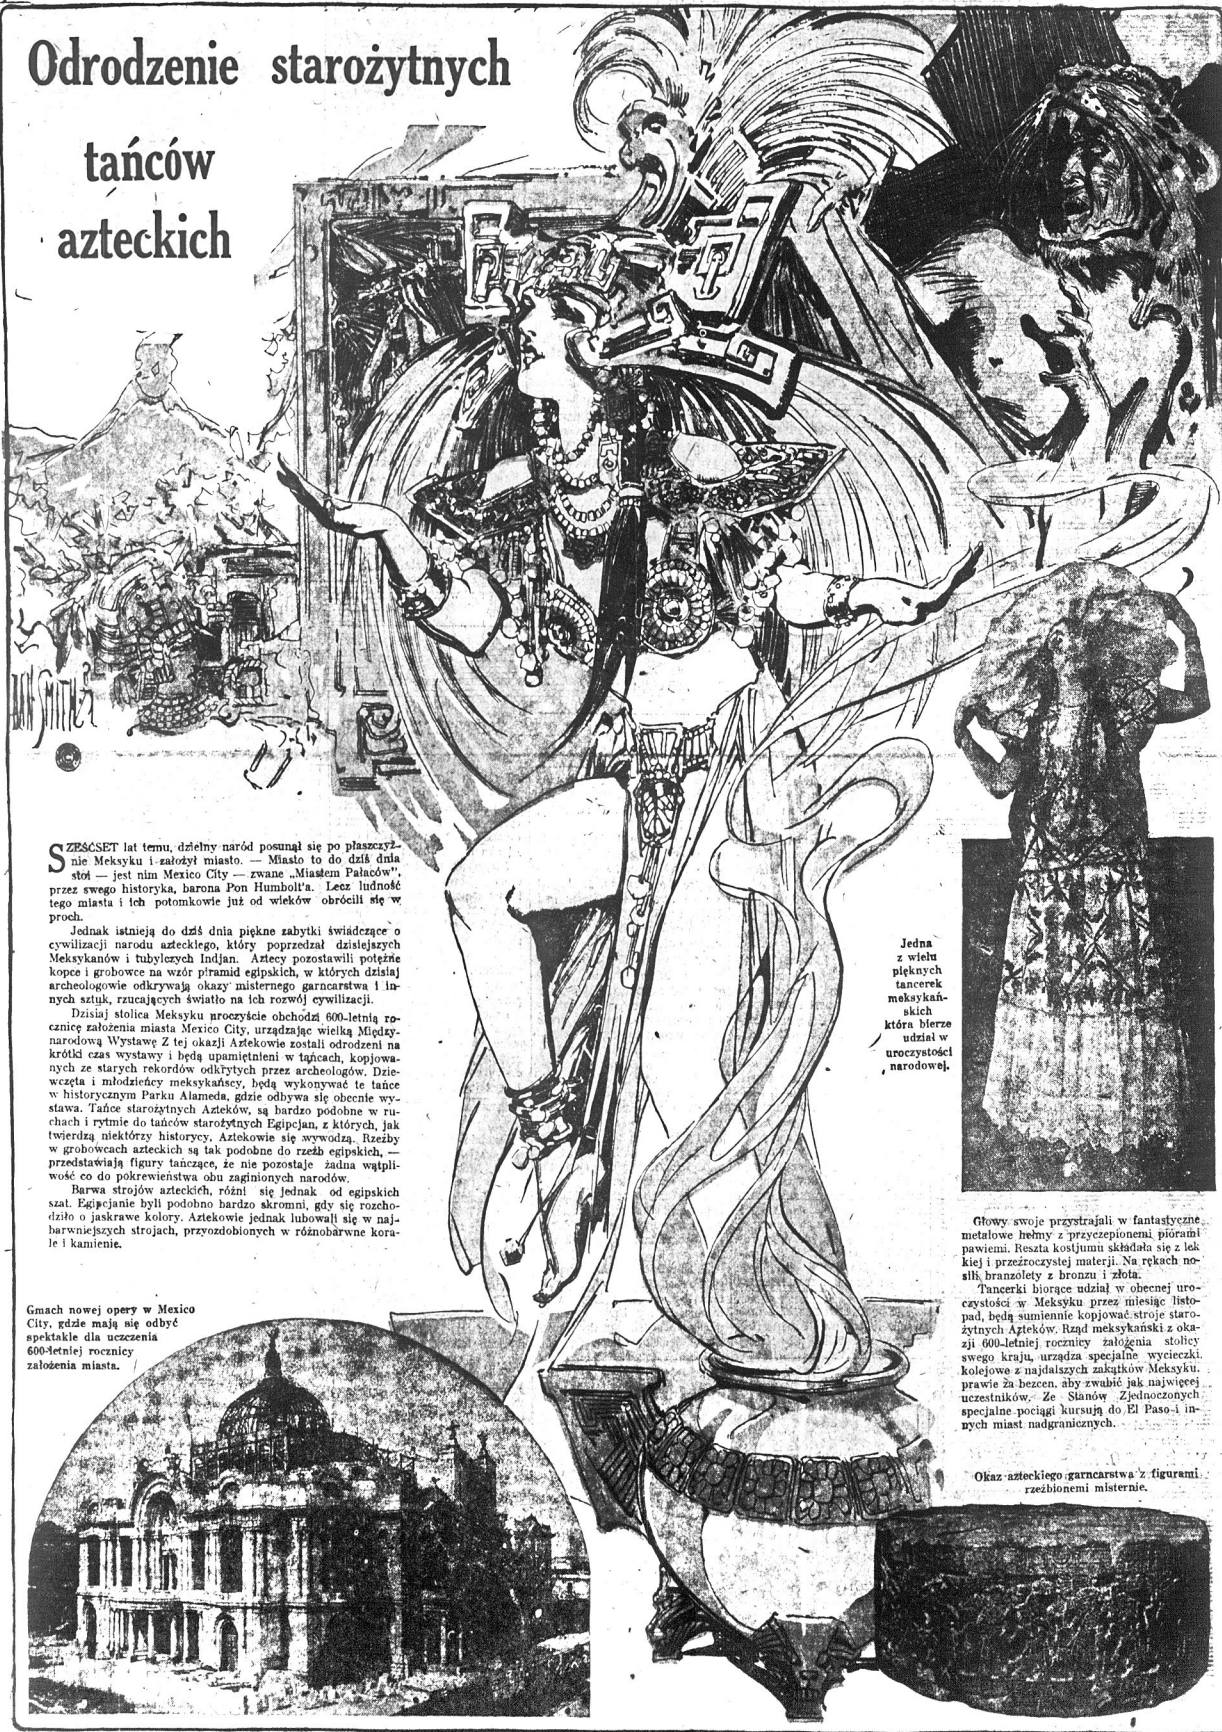 Odrodzenie starożytnych
tańców
azteckich
DAN SMITH
SZEŚĆSET lat temu, dzielny naród posunął się po płaszczyź-
nie Meksyku i założył miasto. — Miasto to do dziś dnia
stoi — jest nim Mexico City — zwane „Miastem Pałaców",
przez swego historyka, barona Pon Humbolt'a. Lecz ludność
tego miasta i ich potomkowie już od wieków obrócili się w
proch.
Jednak istnieją do dziś dnia piękne zabytki świadczące o
cywilizacji narodu azteckiego, który poprzedzał dzisiejszych
Meksykanów i tubylczych Indjan. Aztecy pozostawili potężne
kopce i grobowce na wzór piramid egipskich, w których dzisiaj
archeologowie odkrywają okazy misternego garncarstwa i in-
nych sztuk, rzucających światło na ich rozwój cywilizacji.
Dzisiaj stolica Meksyku uroczyście obchodzi 600-letnią ro-
cznicę założenia miasta Mexico City, urządzając wielką Między-
narodową Wystawę Z tej okazji Aztekowie zostali odrodzeni na
krótki czas wystawy i będą upamiętnieni w tańcach, kopjowa-
nych ze starych rekordów odkrytych przez archeologów. Dzie-
wczęta i młodzieńcy meksykańscy, będą wykonywać te tańce
w historycznym Parku Alameda, gdzie odbywa się obecnie wy-
stawa. Tańce starożytnych Azteków, są bardzo podobne w ru-
chach i rytmie do tańców starożytnych Egipcjan, z których, jak
twierdzą niektórzy historycy, Aztekowie się wywodzą. Rzeźby
w grobowcach azteckich są tak podobne do rzeźb egipskich, —
przedstawiają figury tańczące, że nie pozostaje żadna wątpli-
wość co do pokrewieństwa obu zaginionych narodów.
Barwa strojów azteckich, różni się jednak od egipskich
szat. Egipcjanie byli podobno bardzo skromni, gdy się rozcho-
dziło o jaskrawe kolory. Aztekowie jednak lubowali się w naj-
barwniejszych strojach, przyozdobionych w różnobarwne kora-
le i kamienie.
Jedna
z wielu
pięknych
tancerek
meksykań-
skich
która bierze
udział w
uroczystości
narodowej.
Głowy swoje przystrajali w fantastyczne
metalowe hełmy z przyczepionemi piórami
pawiemi. Reszta kostjumu składała się z lek
kiej i przeźroczystej materji. Na rękach no-
sili branzolety z bronzu i złota.
Tancerki biorące udział w obecnej uro-
czystości w Meksyku przez miesiąc listo-
pad, będą sumiennie kopjować stroje staro-
żytnych Azteków. Rząd meksykański z oka-
zji 600-letniej rocznicy założenia stolicy
swego kraju, urządza specjalne wycieczki
kolejowe z najdalszych zakątków Meksyku.
prawie za bezcen, aby zwabić jak najwięcej
uczestników. Ze Stanów Zjednoczonych
specjalne pociągi kursują do El Paso i in-
nych miast nadgranicznych.
Gmach nowej opery w Mexico
City, gdzie mają się odbyć
spektakle dla uczczenia
600-letniej rocznicy
założenia miasta.
Okaz azteckiego garncarstwa z figurami
rzeźbionemi misternie.